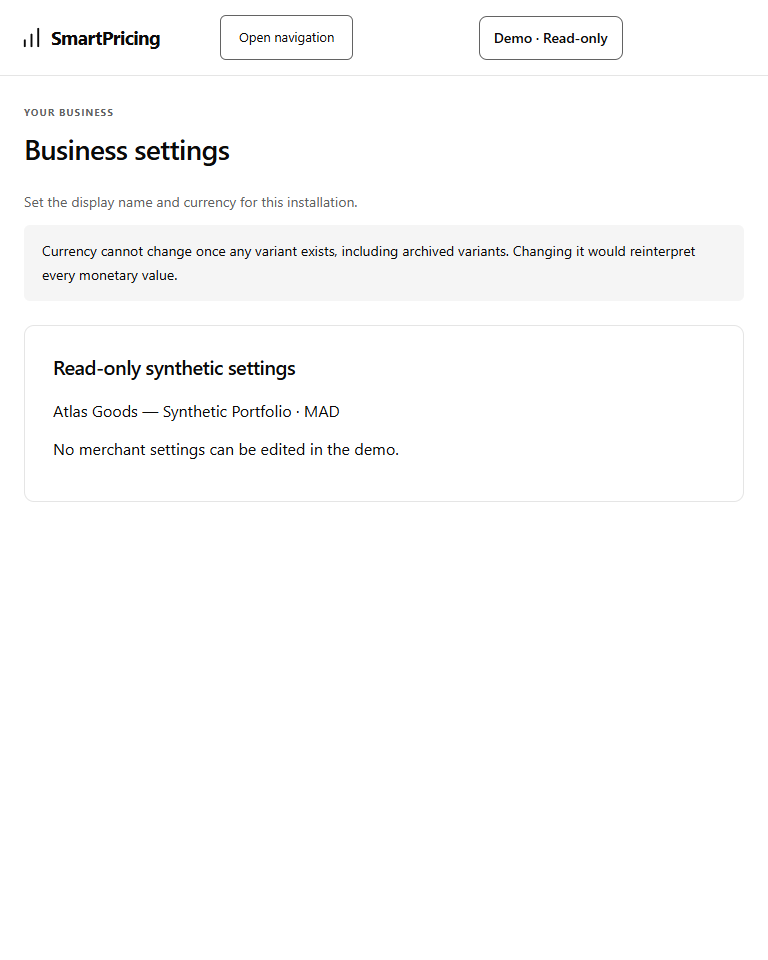 SmartPricing
Open navigation
Demo · Read-only
YOUR BUSINESS
Business settings
Set the display name and currency for this installation.
Currency cannot change once any variant exists, including archived variants. Changing it would reinterpret
every monetary value.
Read-only synthetic settings
Atlas Goods — Synthetic Portfolio · MAD
No merchant settings can be edited in the demo.